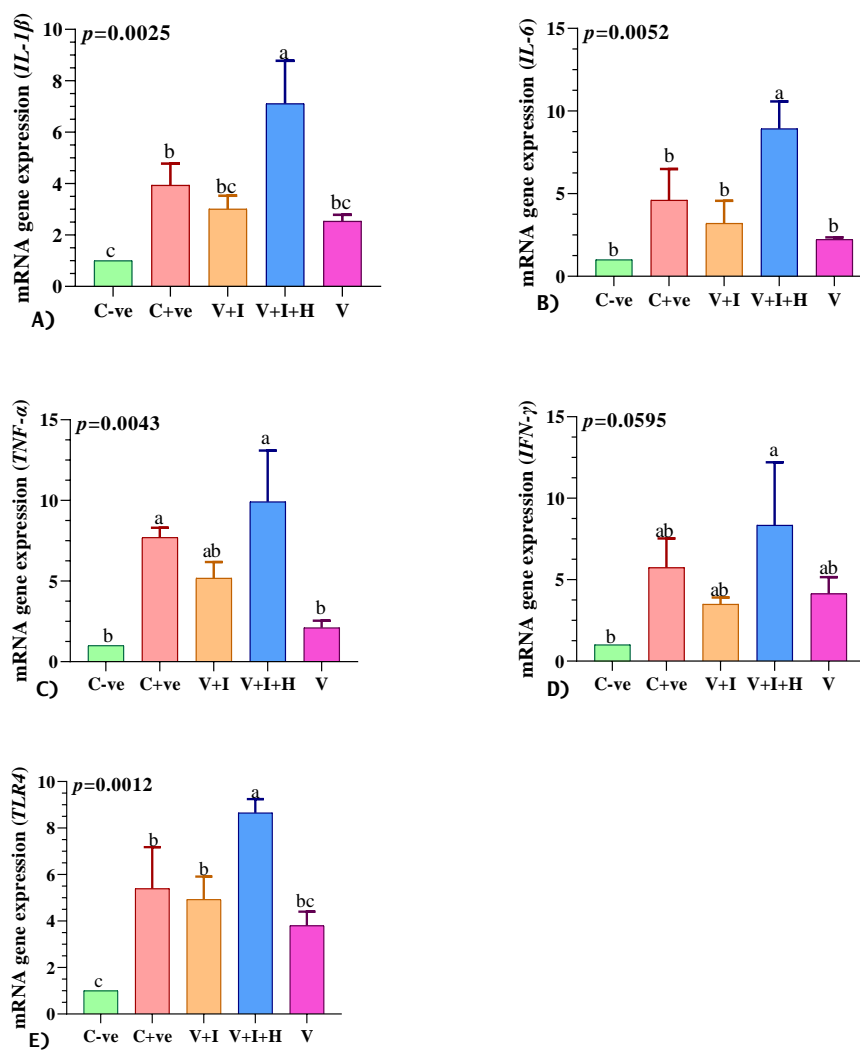 mRNA gene expression (IL-1β)
p=0.0025
10
8
6
4
2
0
c
b
bc
a
bc
C-ve C+ve V+I V+I+H V
A)
mRNA gene expression (IL-6)
p=0.0052
15
10
5
0
b
b
b
a
b
C-ve C+ve V+I V+I+H V
B)
mRNA gene expression (TNF-α)
p=0.0043
15
10
5
0
b
a
ab
a
b
C-ve C+ve V+I V+I+H V
C)
mRNA gene expression (IFN-γ)
p=0.0595
15
10
5
0
b
ab
ab
a
ab
C-ve C+ve V+I V+I+H V
D)
mRNA gene expression (TLR4)
p=0.0012
10
8
6
4
2
0
c
b
b
a
bc
C-ve C+ve V+I V+I+H V
E)